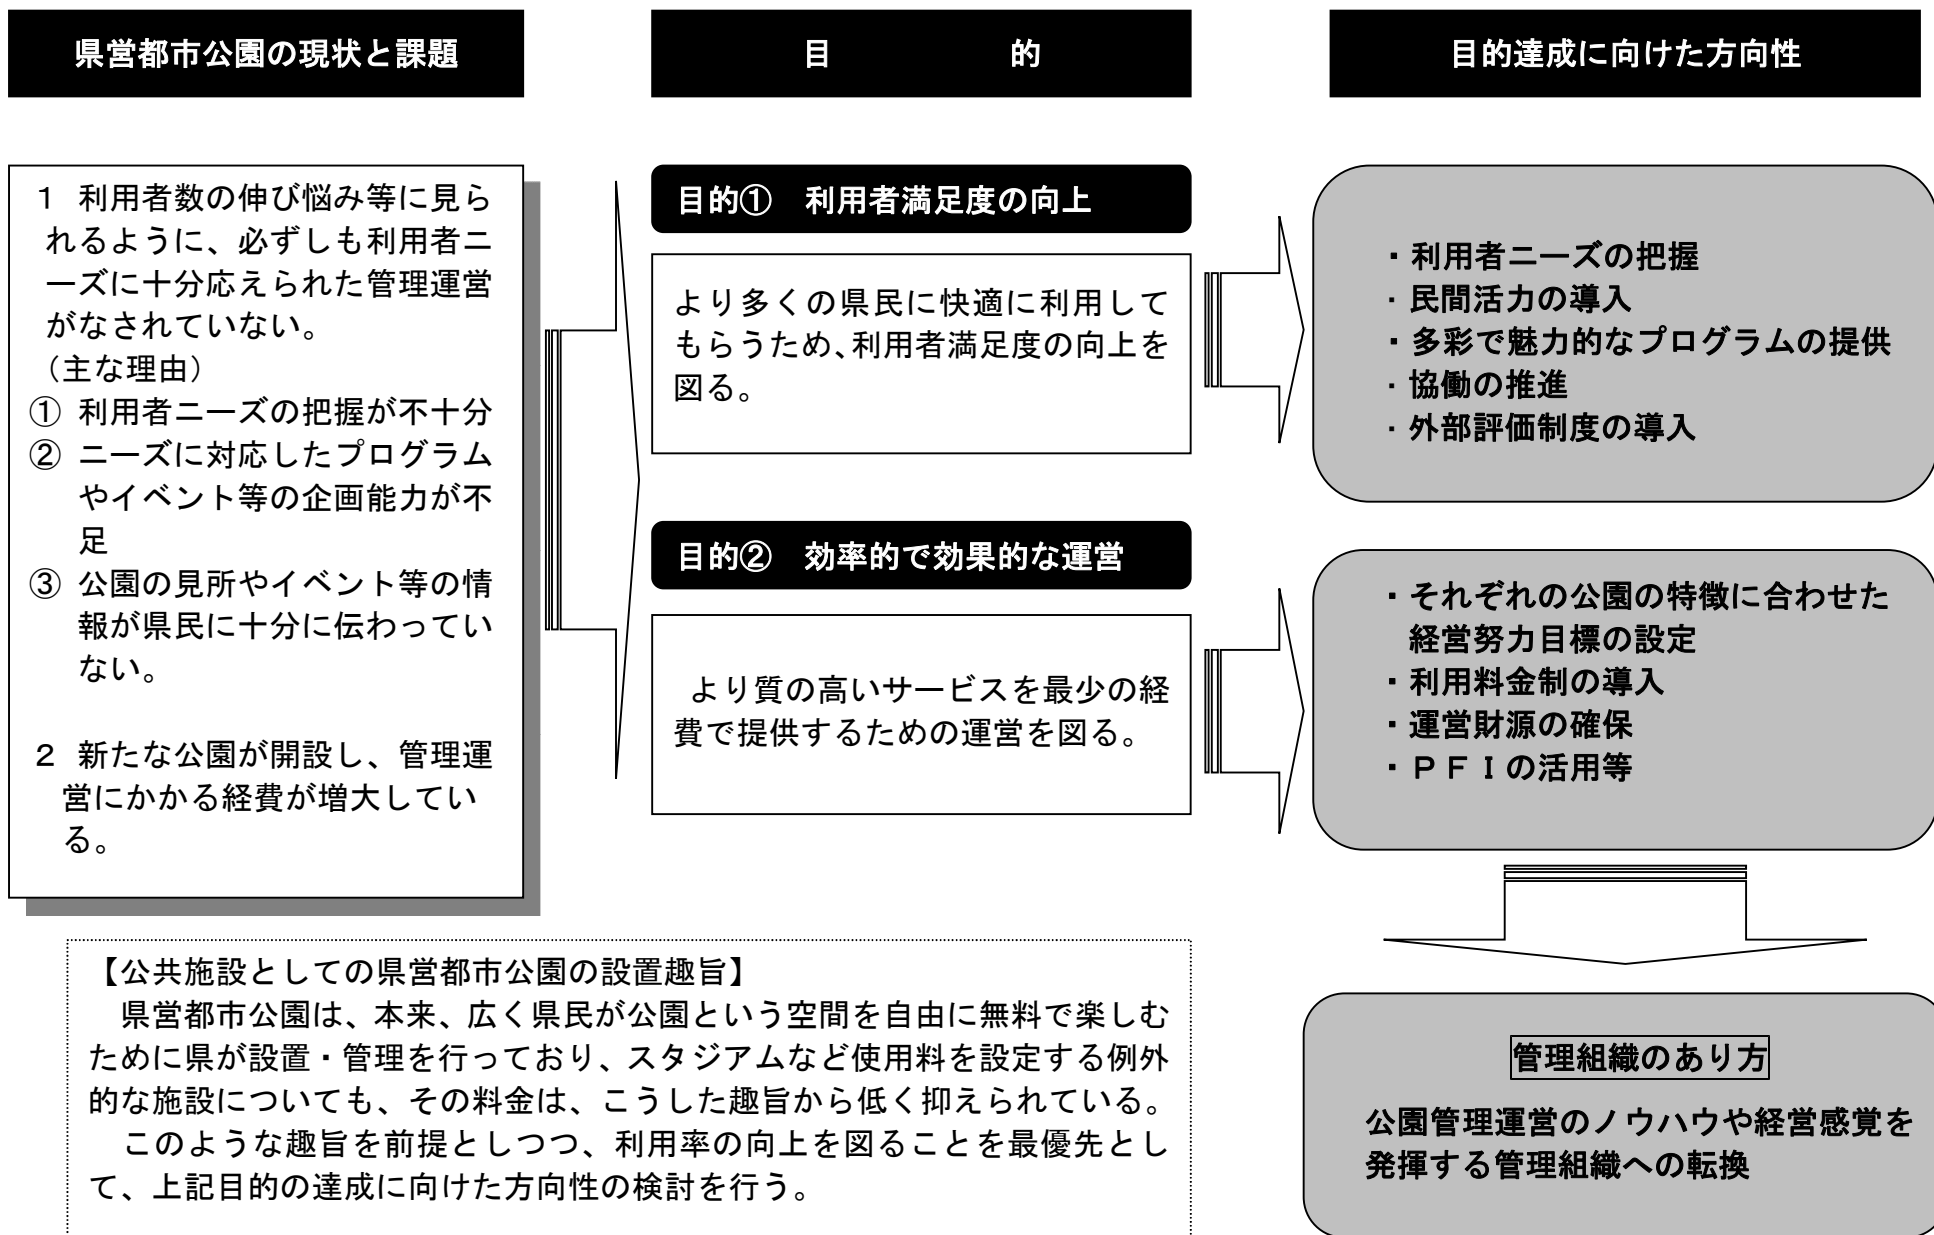 県営都市公園の現状と課題
目　的
目的達成に向けた方向性
1 利用者数の伸び悩み等に見ら
れるように、必ずしも利用者ニ
ーズに十分応えられた管理運営
がなされていない。
（主な理由）
① 利用者ニーズの把握が不十分
② ニーズに対応したプログラム
やイベント等の企画能力が不
足
③ 公園の見所やイベント等の情
報が県民に十分に伝わってい
ない。
2 新たな公園が開設し、管理運
営にかかる経費が増大してい
る。
目的①　利用者満足度の向上
より多くの県民に快適に利用して
もらうため、利用者満足度の向上を
図る。
目的②　効率的で効果的な運営
より質の高いサービスを最少の経
費で提供するための運営を図る。
・利用者ニーズの把握
・民間活力の導入
・多彩で魅力的なプログラムの提供
・協働の推進
・外部評価制度の導入
・それぞれの公園の特徴に合わせた
経営努力目標の設定
・利用料金制の導入
・運営財源の確保
・ＰＦＩの活用等
【公共施設としての県営都市公園の設置趣旨】
県営都市公園は、本来、広く県民が公園という空間を自由に無料で楽しむ
ために県が設置・管理を行っており、スタジアムなど使用料を設定する例外
的な施設についても、その料金は、こうした趣旨から低く抑えられている。
このような趣旨を前提としつつ、利用率の向上を図ることを最優先とし
て、上記目的の達成に向けた方向性の検討を行う。
管理組織のあり方
公園管理運営のノウハウや経営感覚を
発揮する管理組織への転換